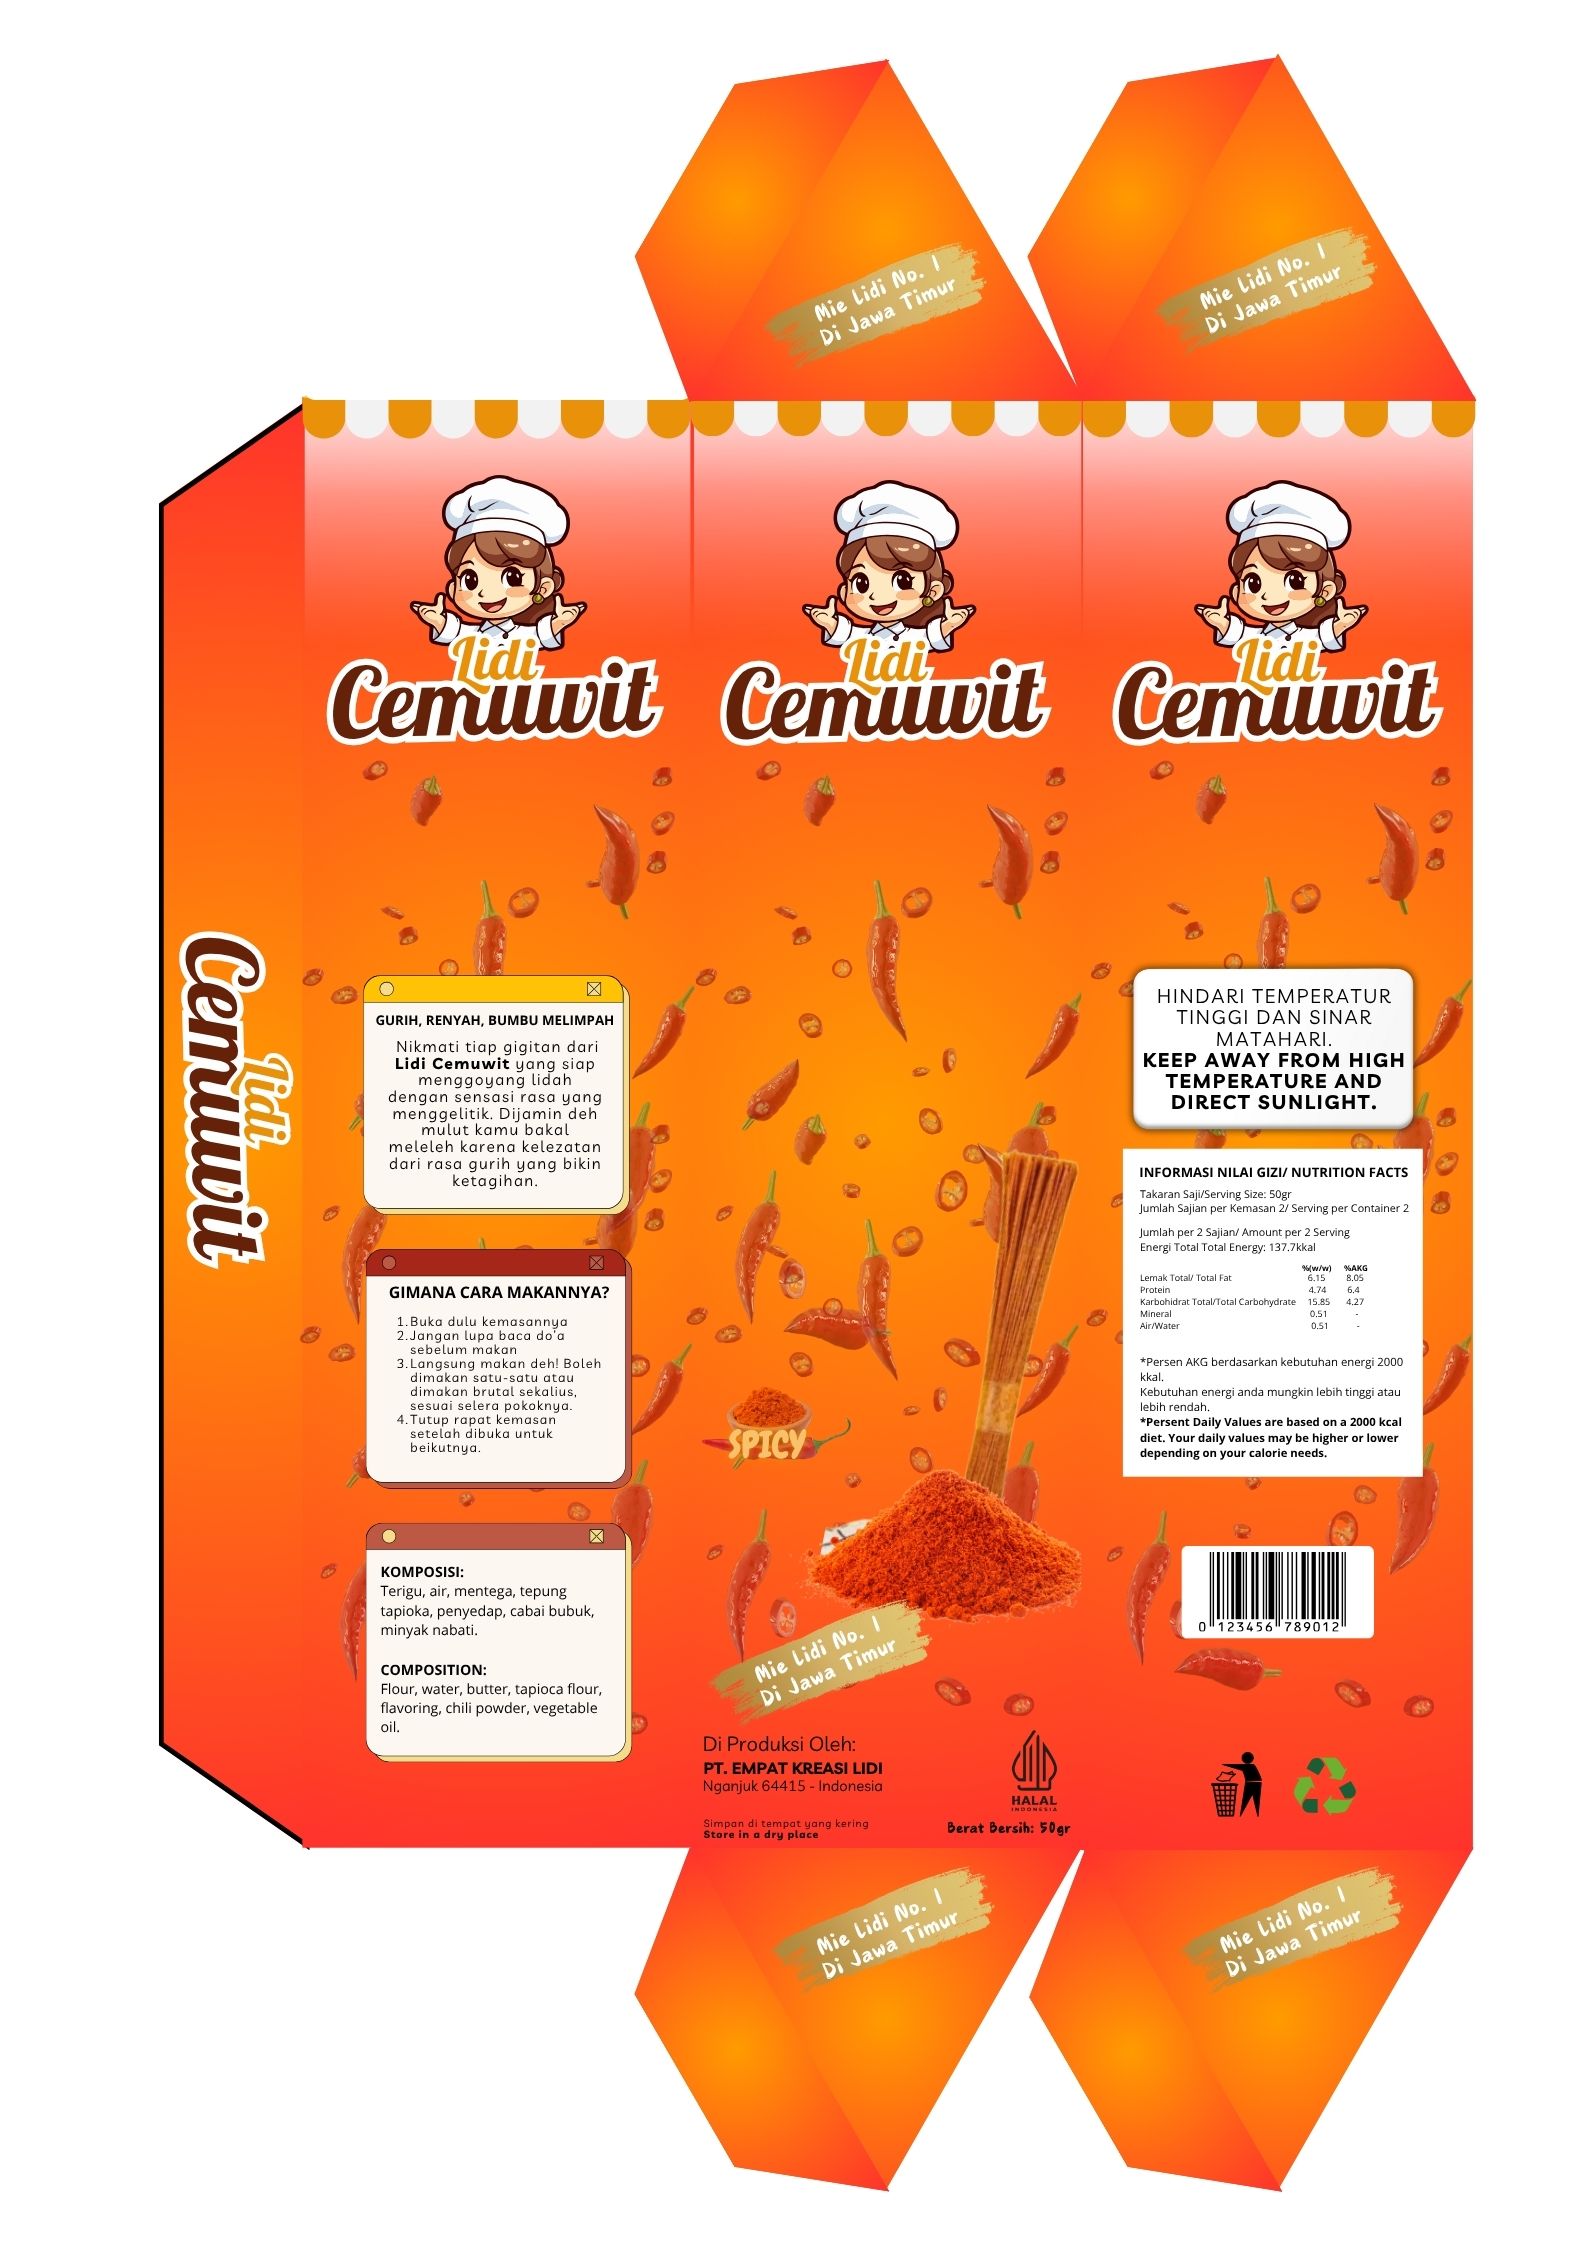 Mie Lidi No. 1
Di Jawa Timur
Mie Lidi No. 1
Di Jawa Timur
Lidi
Cemuwit
Lidi
Cemuwit
GURIH, RENYAH, BUMBU MELIMPAH
Nikmati tiap gigitan dari
Lidi Cemuwit yang siap
menggoyang lidah
dengan sensasi rasa yang
menggelitik. Dijamin deh
mulut kamu bakal
meleleh karena kelezatan
dari rasa gurih yang bikin
ketagihan.
GIMANA CARA MAKANNYA?
1. Buka dulu kemasannya
2. Jangan lupa baca do'a
sebelum makan
3. Langsung makan deh! Boleh
dimakan satu-satu atau
dimakan brutal sekalius,
sesuai selera pokoknya.
4. Tutup rapat kemasan
setelah dibuka untuk
beikutnya.
KOMPOSISI:
Terigu, air, mentega, tepung
tapioka, penyedap, cabai bubuk,
minyak nabati.
COMPOSITION:
Flour, water, butter, tapioca flour,
flavoring, chili powder, vegetable
oil.
Lidi
Cemuwit
SPICY
Mie Lidi No. 1
Di Jawa Timur
Di Produksi Oleh:
PT. EMPAT KREASI LIDI
Nganjuk 64415 - Indonesia
Simpan di tempat yang kering
Store in a dry place
HALAL
INDONESIA
Berat Bersih: 50gr
Lidi
Cemuwit
HINDARI TEMPERATUR
TINGGI DAN SINAR
MATAHARI.
KEEP AWAY FROM HIGH
TEMPERATURE AND
DIRECT SUNLIGHT.
INFORMASI NILAI GIZI/ NUTRITION FACTS
Takaran Saji/Serving Size: 50gr
Jumlah Sajian per Kemasan 2/ Serving per Container 2
Jumlah per 2 Sajian/ Amount per 2 Serving
Energi Total Total Energy: 137.7kkal
%(w/w) %AKG
Lemak Total/ Total Fat 6.15 8.05
Protein 4.74 6.4
Karbohidrat Total/Total Carbohydrate 15.85 4.27
Mineral 0.51 -
Air/Water 0.51 -
*Persen AKG berdasarkan kebutuhan energi 2000
kkal.
Kebutuhan energi anda mungkin lebih tinggi atau
lebih rendah.
*Persent Daily Values are based on a 2000 kcal
diet. Your daily values may be higher or lower
depending on your calorie needs.
0 123456 789012
Mie Lidi No. 1
Di Jawa Timur
Mie Lidi No. 1
Di Jawa Timur